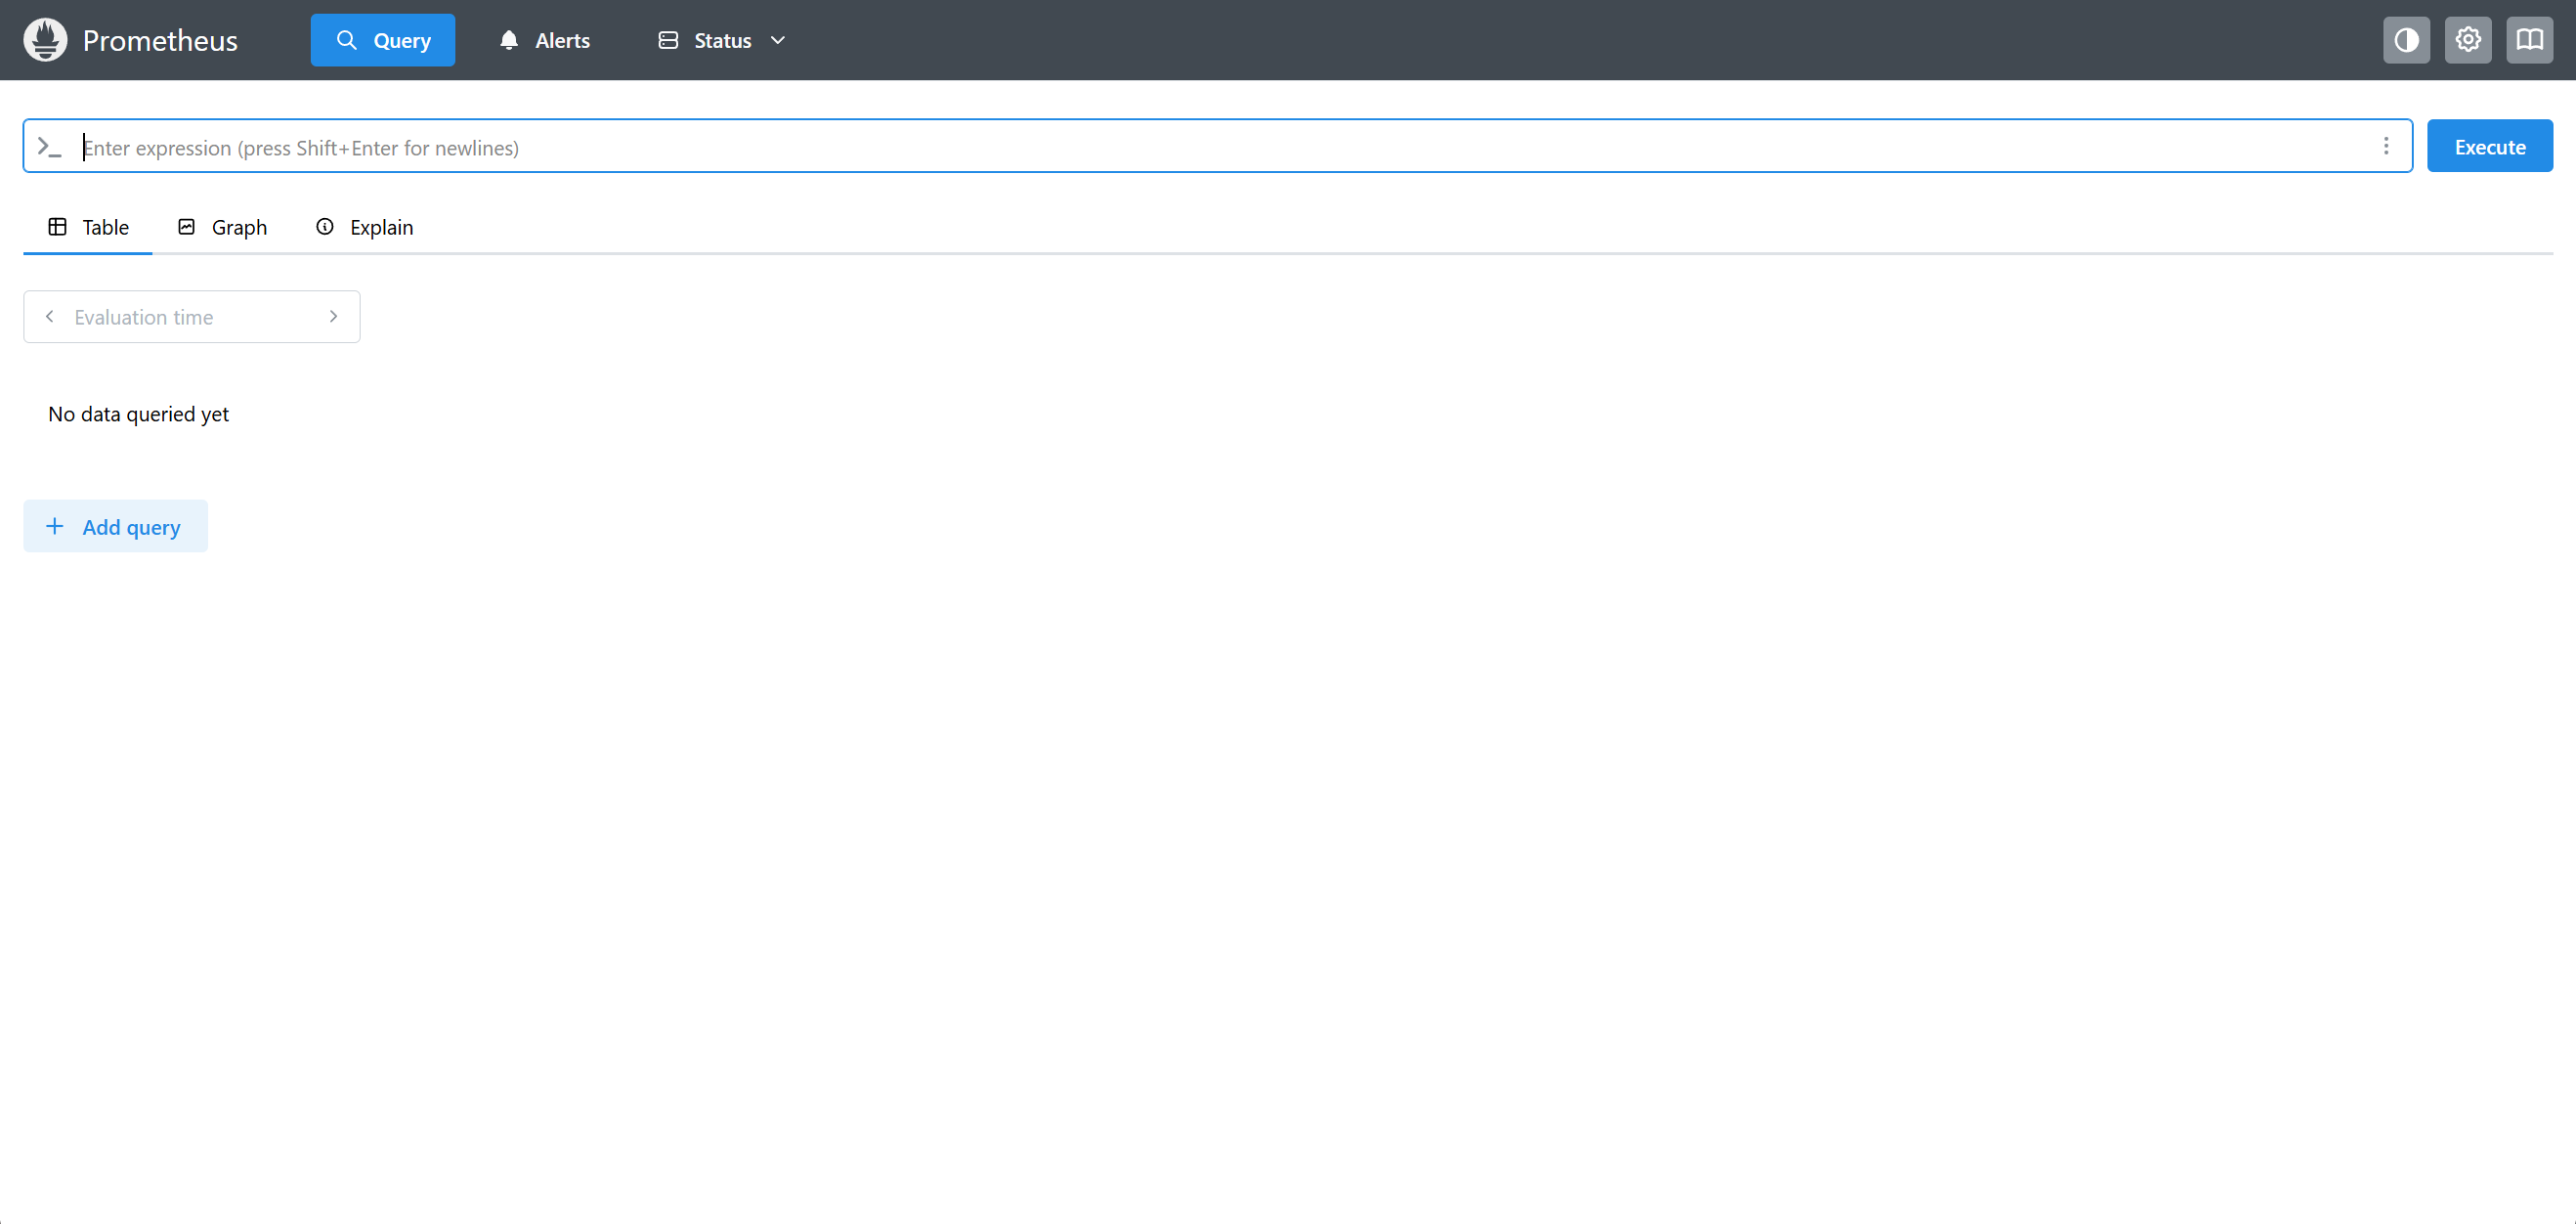 Prometheus
Query
Alerts
Status
Enter expression (press Shift+Enter for newlines)
Execute
Table
Graph
Explain
Evaluation time
No data queried yet
Add query